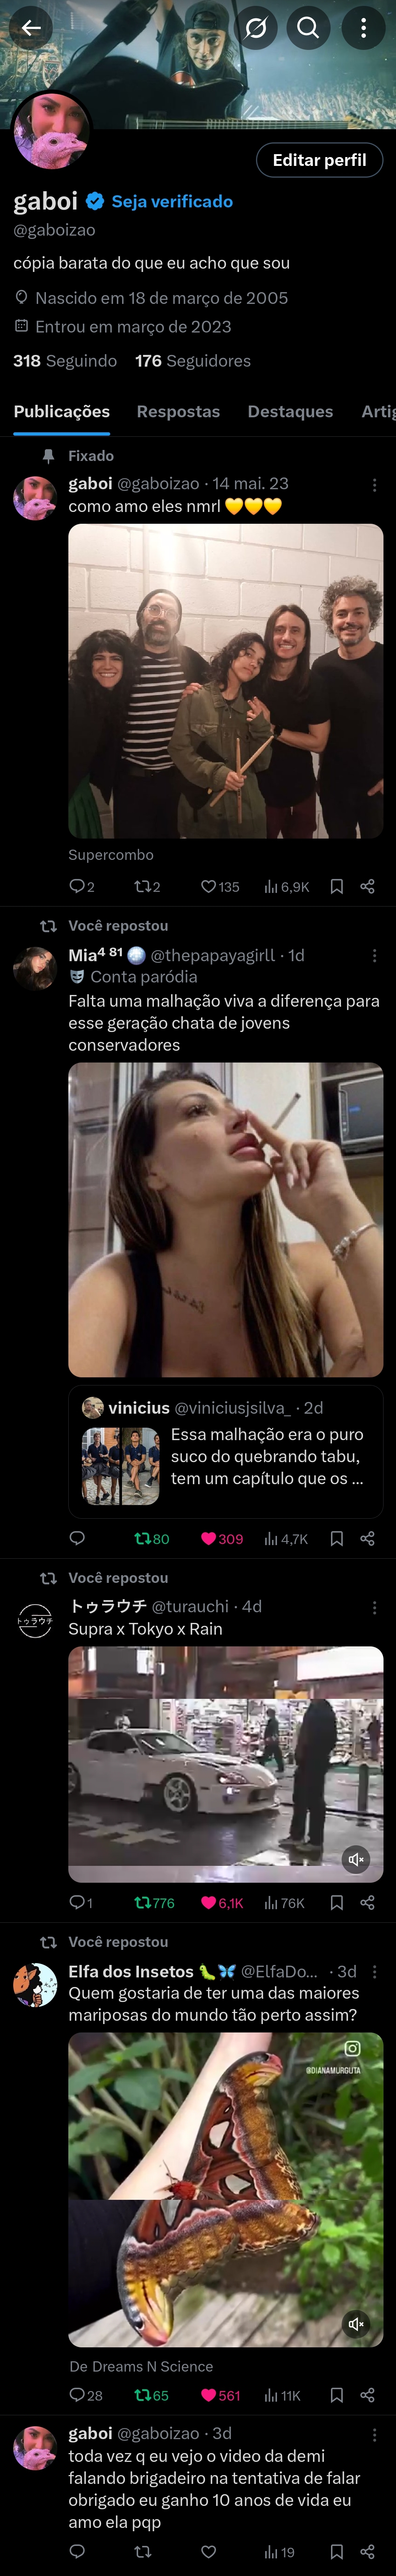 Editar perfil
gaboi Seja verificado
@gaboizao
cópia barata do que eu acho que sou
Nascido em 18 de março de 2005
Entrou em março de 2023
318 Seguindo 176 Seguidores
Publicações Respostas Destaques Artig
Fixado
gaboi @gaboizao · 14 mai. 23
como amo eles nmrl 💛💛💛
Supercombo
2 2 135 6,9K
Você repostou
Mia⁴ ⁸¹ 🪩 @thepapayagirll · 1d
Conta paródia
Falta uma malhação viva a diferença para
esse geração chata de jovens
conservadores
vinicius @viniciusjsilva_ · 2d
Essa malhação era o puro
suco do quebrando tabu,
tem um capítulo que os ...
80 309 4,7K
Você repostou
トゥラウチ @turauchi · 4d
トゥラウチ
Supra x Tokyo x Rain
1 776 6,1K 76K
Você repostou
Elfa dos Insetos 🐛🦋 @ElfaDo... · 3d
Quem gostaria de ter uma das maiores
mariposas do mundo tão perto assim?
@DIANAMURGUTA
De Dreams N Science
28 65 561 11K
gaboi @gaboizao · 3d
toda vez q eu vejo o video da demi
falando brigadeiro na tentativa de falar
obrigado eu ganho 10 anos de vida eu
amo ela pqp
19